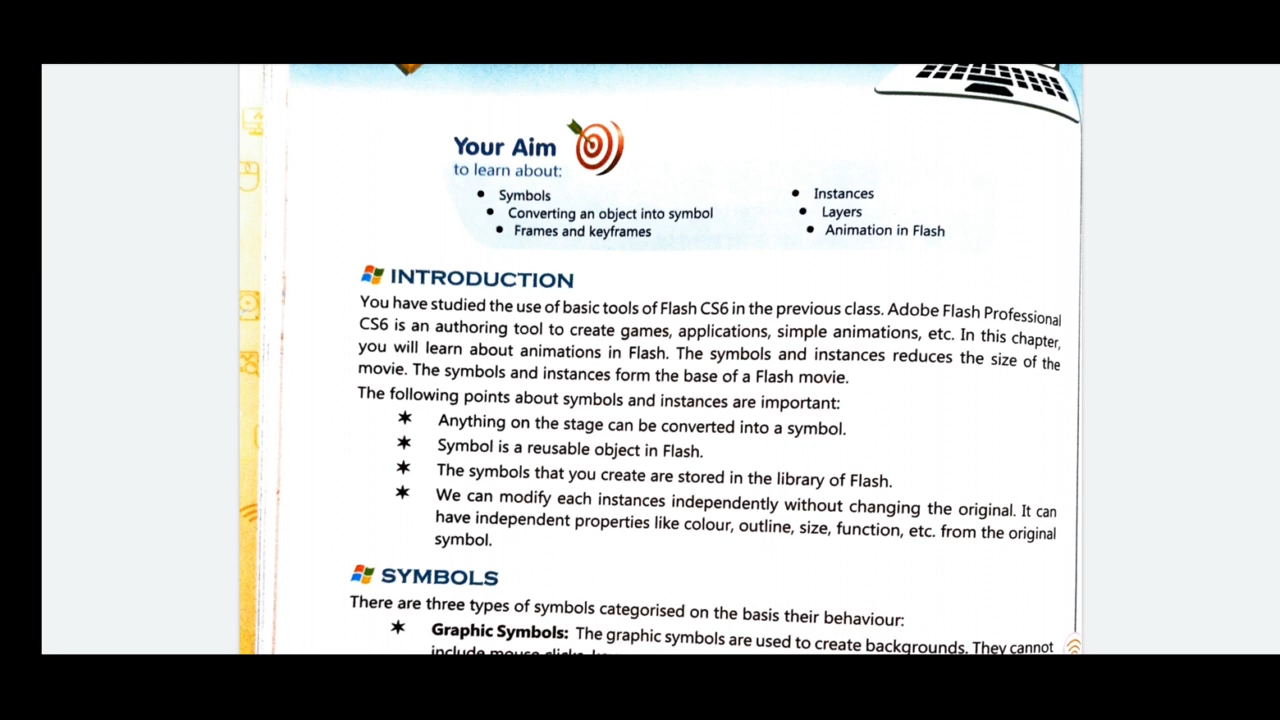 Your Aim
to learn about:
• Symbols
• Converting an object into symbol
• Frames and keyframes
• Instances
• Layers
• Animation in Flash
INTRODUCTION
You have studied the use of basic tools of Flash CS6 in the previous class. Adobe Flash Professional
CS6 is an authoring tool to create games, applications, simple animations, etc. In this chapter,
you will learn about animations in Flash. The symbols and instances reduces the size of the
movie. The symbols and instances form the base of a Flash movie.
The following points about symbols and instances are important:
* Anything on the stage can be converted into a symbol.
* Symbol is a reusable object in Flash.
* The symbols that you create are stored in the library of Flash.
* We can modify each instances independently without changing the original. It can
have independent properties like colour, outline, size, function, etc. from the original
symbol.
SYMBOLS
There are three types of symbols categorised on the basis their behaviour:
* Graphic Symbols: The graphic symbols are used to create backgrounds. They cannot
include mouse clicks,